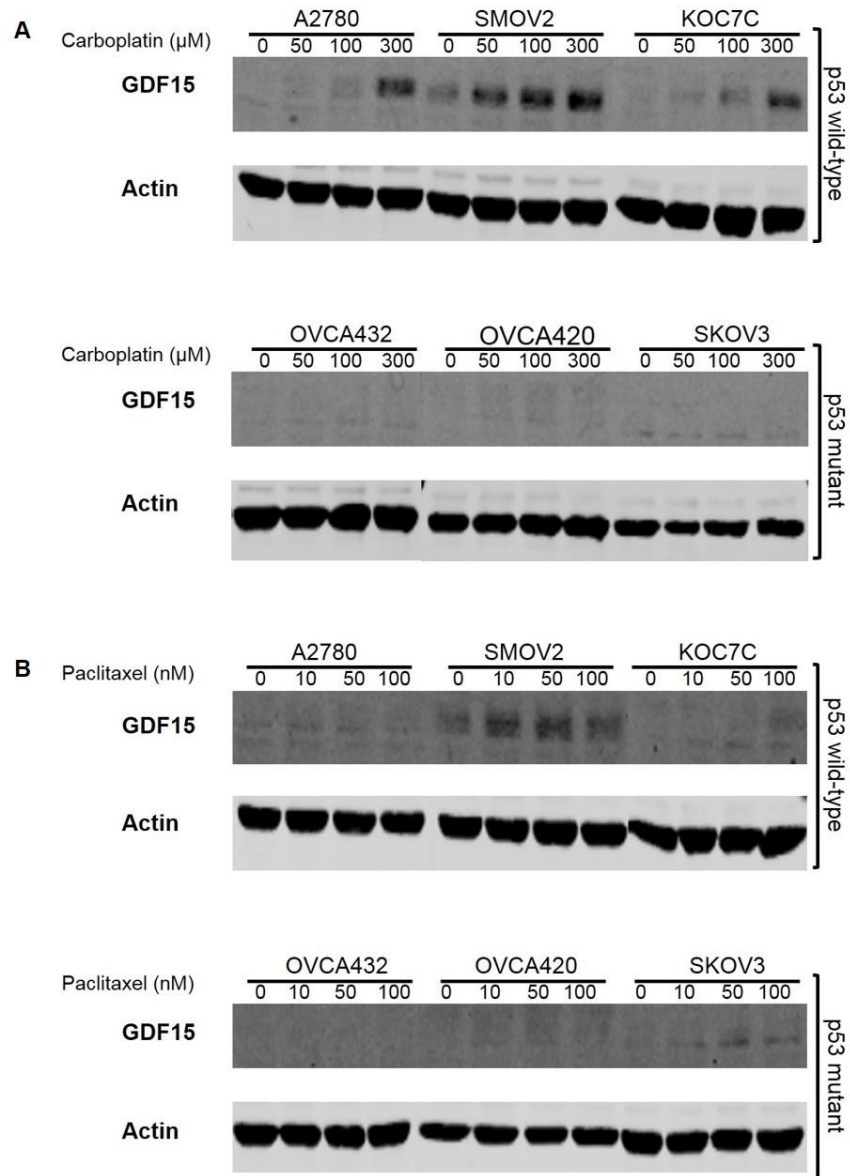 A
A2780 SMOV2 KOC7C
Carboplatin (µM) 0 50 100 300 0 50 100 300 0 50 100 300
GDF15
Actin
p53 wild-type
OVCA432 OVCA420 SKOV3
Carboplatin (µM) 0 50 100 300 0 50 100 300 0 50 100 300
GDF15
Actin
p53 mutant
B
A2780 SMOV2 KOC7C
Paclitaxel (nM) 0 10 50 100 0 10 50 100 0 10 50 100
GDF15
Actin
p53 wild-type
OVCA432 OVCA420 SKOV3
Paclitaxel (nM) 0 10 50 100 0 10 50 100 0 10 50 100
GDF15
Actin
p53 mutant